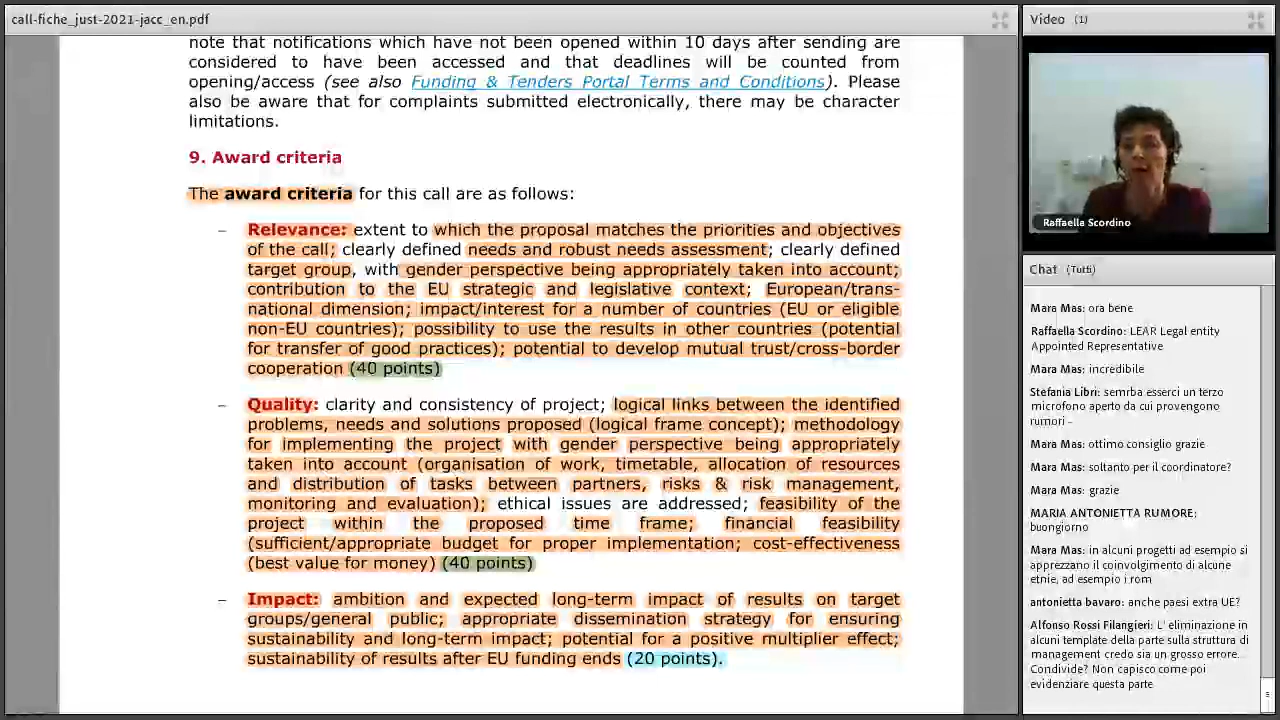 call-fiche_just-2021-jacc_en.pdf
note that notifications which have not been opened within 10 days after sending are
considered to have been accessed and that deadlines will be counted from
opening/access (see also Funding & Tenders Portal Terms and Conditions). Please
also be aware that for complaints submitted electronically, there may be character
limitations.
9. Award criteria
The award criteria for this call are as follows:
– Relevance: extent to which the proposal matches the priorities and objectives
of the call; clearly defined needs and robust needs assessment; clearly defined
target group, with gender perspective being appropriately taken into account;
contribution to the EU strategic and legislative context; European/trans-
national dimension; impact/interest for a number of countries (EU or eligible
non-EU countries); possibility to use the results in other countries (potential
for transfer of good practices); potential to develop mutual trust/cross-border
cooperation (40 points)
– Quality: clarity and consistency of project; logical links between the identified
problems, needs and solutions proposed (logical frame concept); methodology
for implementing the project with gender perspective being appropriately
taken into account (organisation of work, timetable, allocation of resources
and distribution of tasks between partners, risks & risk management,
monitoring and evaluation); ethical issues are addressed; feasibility of the
project within the proposed time frame; financial feasibility
(sufficient/appropriate budget for proper implementation; cost-effectiveness
(best value for money) (40 points)
– Impact: ambition and expected long-term impact of results on target
groups/general public; appropriate dissemination strategy for ensuring
sustainability and long-term impact; potential for a positive multiplier effect;
sustainability of results after EU funding ends (20 points).
Video (1)
Raffaella Scordino
Chat (Tutti)
Mara Mas: ora bene
Raffaella Scordino: LEAR Legal entity
Appointed Representative
Mara Mas: incredibile
Stefania Libri: semrba esserci un terzo
microfono aperto da cui provengono
rumori -
Mara Mas: ottimo consiglio grazie
Mara Mas: soltanto per il coordinatore?
Mara Mas: grazie
MARIA ANTONIETTA RUMORE:
buongiorno
Mara Mas: in alcuni progetti ad esempio si
apprezzano il coinvolgimento di alcune
etnie, ad esempio i rom
antonietta bavaro: anche paesi extra UE?
Alfonso Rossi Filangieri: L' eliminazione in
alcuni template della parte sulla struttura di
management credo sia un grosso errore...
Condivide? Non capisco come poi
evidenziare questa parte